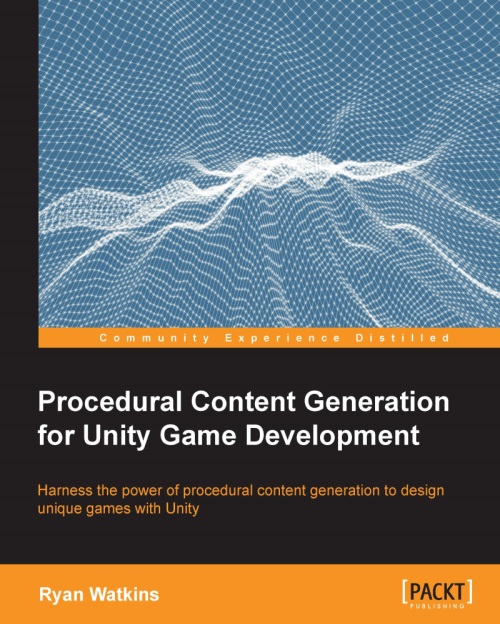 Community Experience Distilled
Procedural Content Generation
for Unity Game Development
Harness the power of procedural content generation to design
unique games with Unity
Ryan Watkins
[PACKT]
PUBLISHING